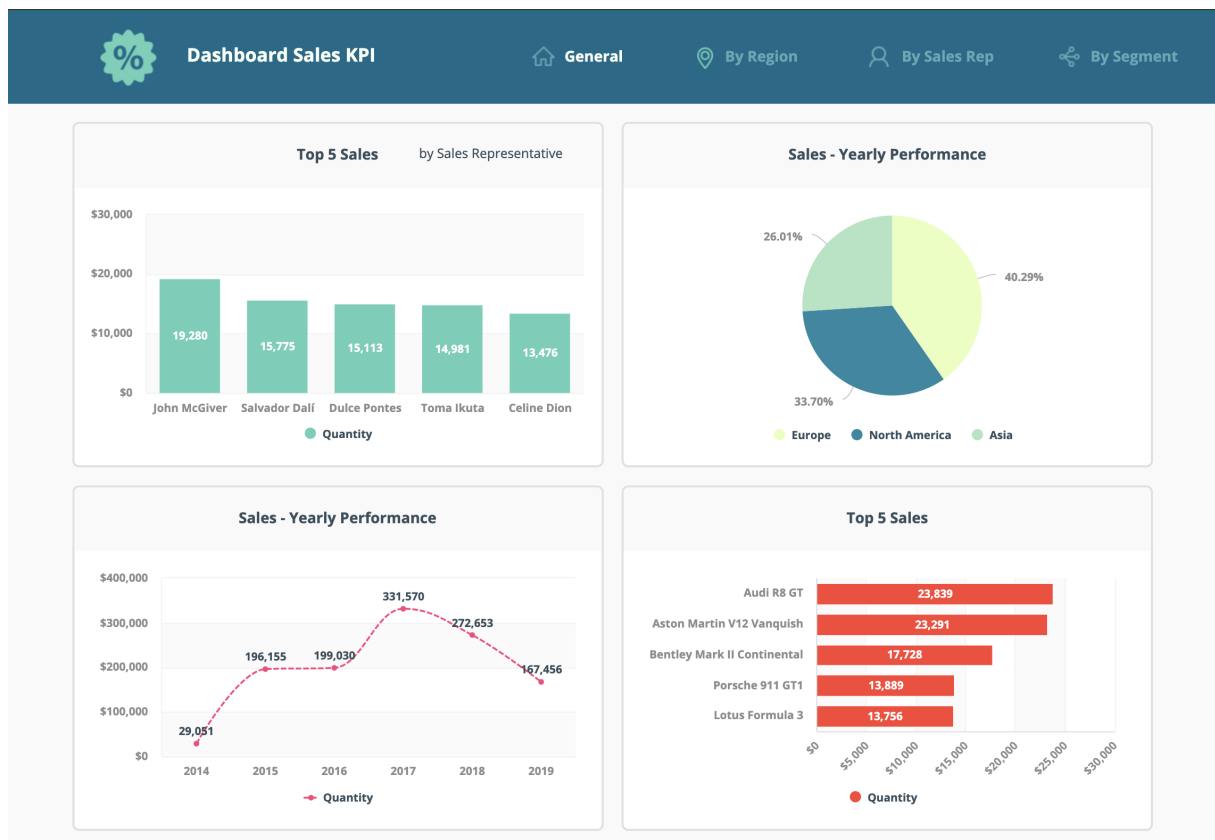 %
Dashboard Sales KPI
General
By Region
By Sales Rep
By Segment
Top 5 Sales
by Sales Representative
$30,000
$20,000
$10,000
$0
19,280
15,775
15,113
14,981
13,476
John McGiver
Salvador Dalí
Dulce Pontes
Toma Ikuta
Celine Dion
Quantity
Sales - Yearly Performance
26.01%
40.29%
33.70%
Europe
North America
Asia
Sales - Yearly Performance
$400,000
$300,000
$200,000
$100,000
$0
29,051
196,155
199,030
331,570
272,653
167,456
2014
2015
2016
2017
2018
2019
Quantity
Top 5 Sales
Audi R8 GT
23,839
Aston Martin V12 Vanquish
23,291
Bentley Mark II Continental
17,728
Porsche 911 GT1
13,889
Lotus Formula 3
13,756
$0
$5,000
$10,000
$15,000
$20,000
$25,000
$30,000
Quantity